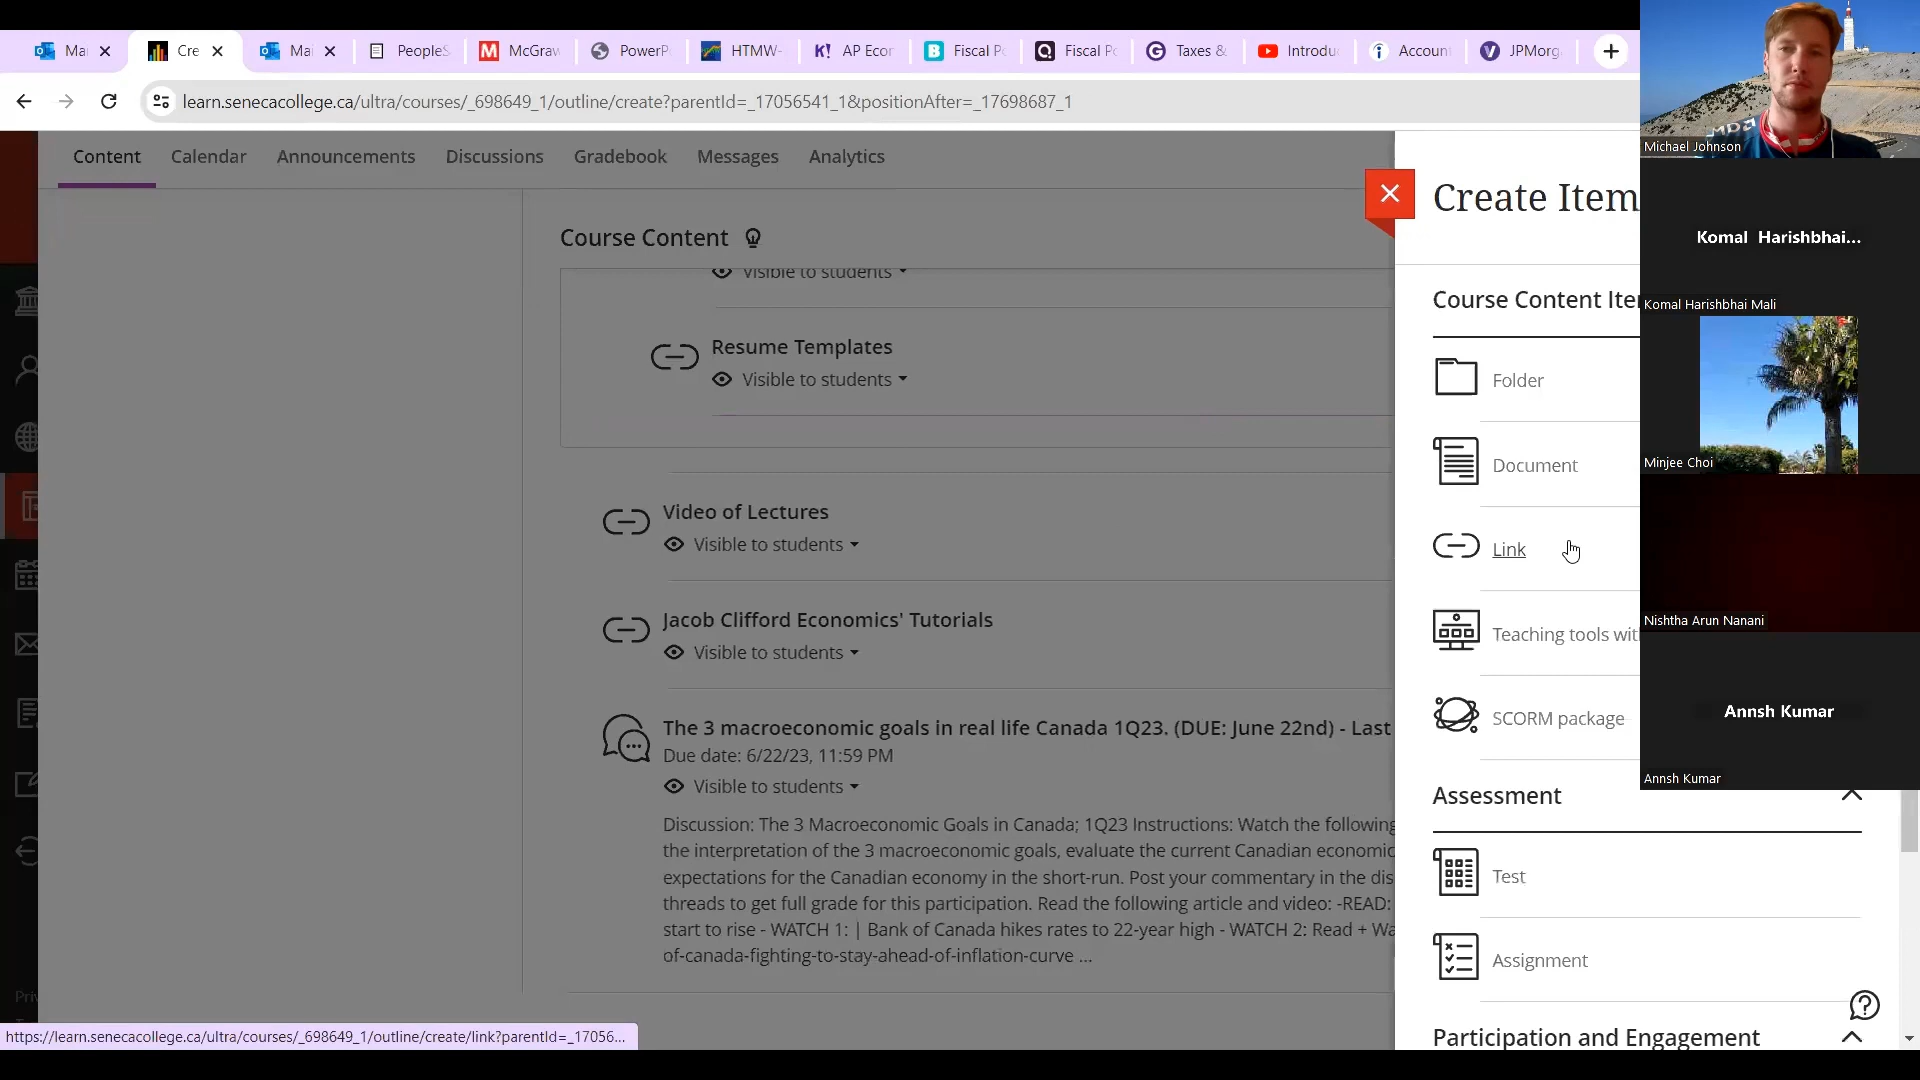 Mai
Cre
Mai
PeopleS
McGraw
PowerP
HTMW-
AP Econ
Fiscal Po
Fiscal Po
Taxes &
Introdu
Account
JPMorg
learn.senecacollege.ca/ultra/courses/_698649_1/outline/create?parentId=_17056541_1&positionAfter=_17698687_1
Content
Calendar
Announcements
Discussions
Gradebook
Messages
Analytics
Course Content
Visible to students
Resume Templates
Visible to students
Video of Lectures
Visible to students
Jacob Clifford Economics' Tutorials
Visible to students
The 3 macroeconomic goals in real life Canada 1Q23. (DUE: June 22nd) - Last
Due date: 6/22/23, 11:59 PM
Visible to students
Discussion: The 3 Macroeconomic Goals in Canada; 1Q23 Instructions: Watch the following
the interpretation of the 3 macroeconomic goals, evaluate the current Canadian economic
expectations for the Canadian economy in the short-run. Post your commentary in the dis
threads to get full grade for this participation. Read the following article and video: -READ:
start to rise - WATCH 1: | Bank of Canada hikes rates to 22-year high - WATCH 2: Read + Wa
of-canada-fighting-to-stay-ahead-of-inflation-curve ...
Priv
https://learn.senecacollege.ca/ultra/courses/_698649_1/outline/create/link?parentId=_17056...
Create Item
Course Content Ite
Folder
Document
Link
Teaching tools wit
SCORM package
Assessment
Test
Assignment
Participation and Engagement
Michael Johnson
Komal Harishbhai...
Komal Harishbhai Mali
Minjee Choi
Nishtha Arun Nanani
Annsh Kumar
Annsh Kumar